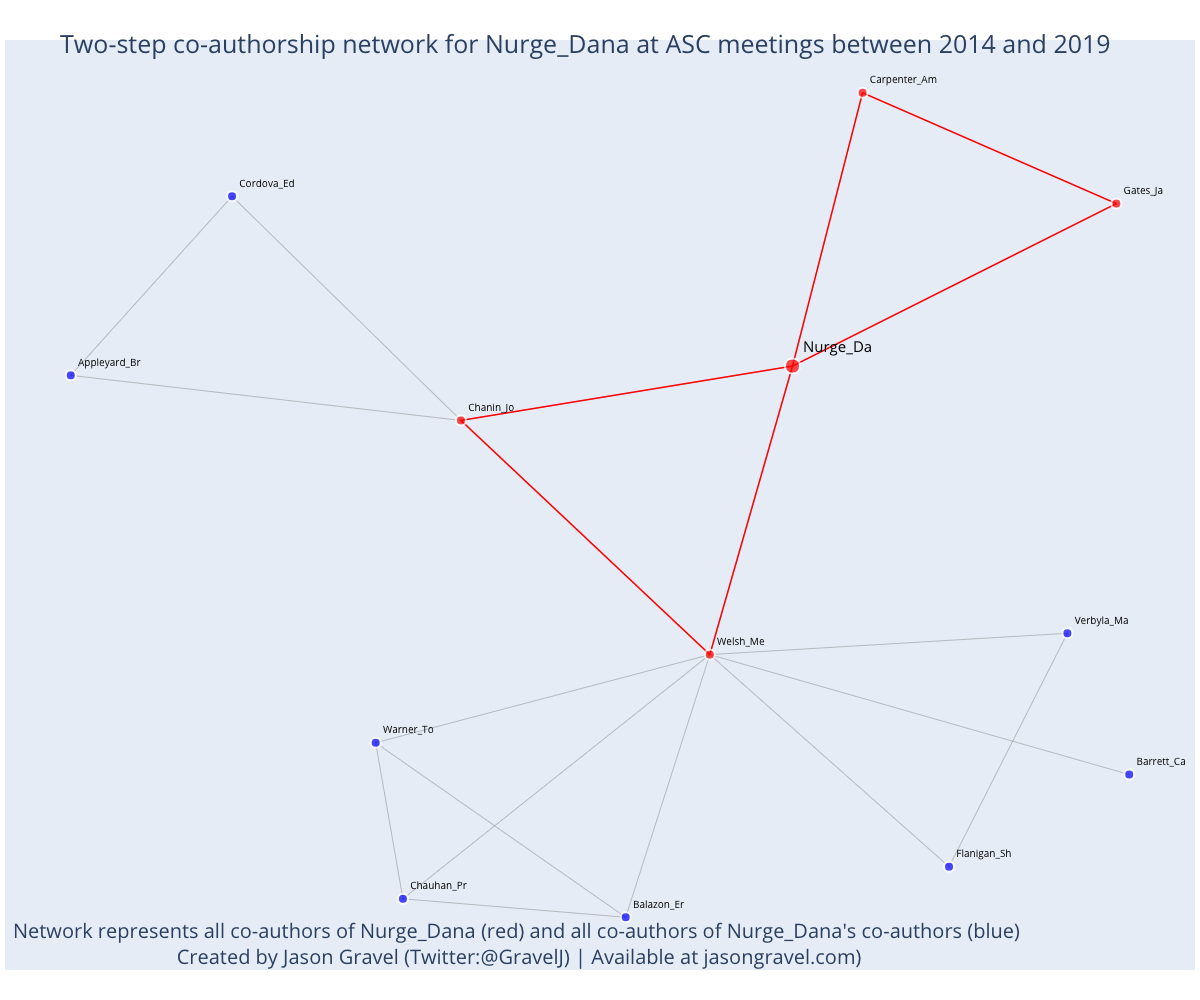 Two-step co-authorship network for Nurge_Dana at ASC meetings between 2014 and 2019
Carpenter_Am
Cordova_Ed
Gates_Ja
Nurge_Da
Appleyard_Br
Chanin_Jo
Verbyla_Ma
Welsh_Me
Warner_To
Barrett_Ca
Flanigan_Sh
Chauhan_Pr
Balazon_Er
Network represents all co-authors of Nurge_Dana (red) and all co-authors of Nurge_Dana's co-authors (blue)
Created by Jason Gravel (Twitter:@GravelJ) | Available at jasongravel.com)